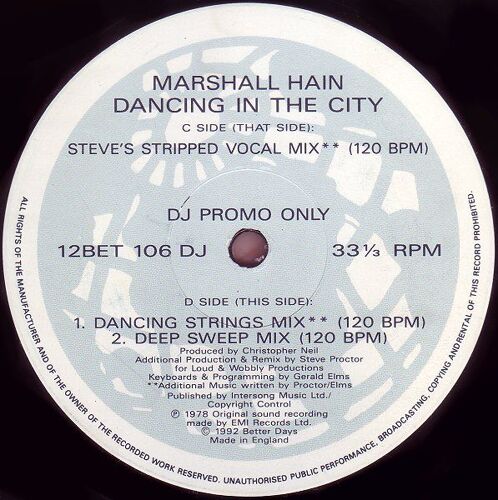 MARSHALL HAIN
DANCING IN THE CITY
C SIDE (THAT SIDE):
STEVE'S STRIPPED VOCAL MIX** (120 BPM)
DJ PROMO ONLY
12BET 106 DJ
33 1/3 RPM
D SIDE (THIS SIDE):
1. DANCING STRINGS MIX** (120 BPM)
2. DEEP SWEEP MIX (120 BPM)
Produced by Christopher Neil
Additional Production & Remix by Steve Proctor
for Loud & Wobbly Productions
Keyboards & Programming by Gerald Elms
**Additional Music written by Proctor/Elms
Published by Intersong Music Ltd./
Copyright Control
℗ 1978 Original sound recording
made by EMI Records Ltd.
© 1992 Better Days
Made in England
ALL RIGHTS OF THE MANUFACTURER AND OF THE OWNER OF THE RECORDED WORK RESERVED. UNAUTHORISED PUBLIC PERFORMANCE, BROADCASTING, COPYING ANDRENTAL OF THIS RECORD PROHIBITED.